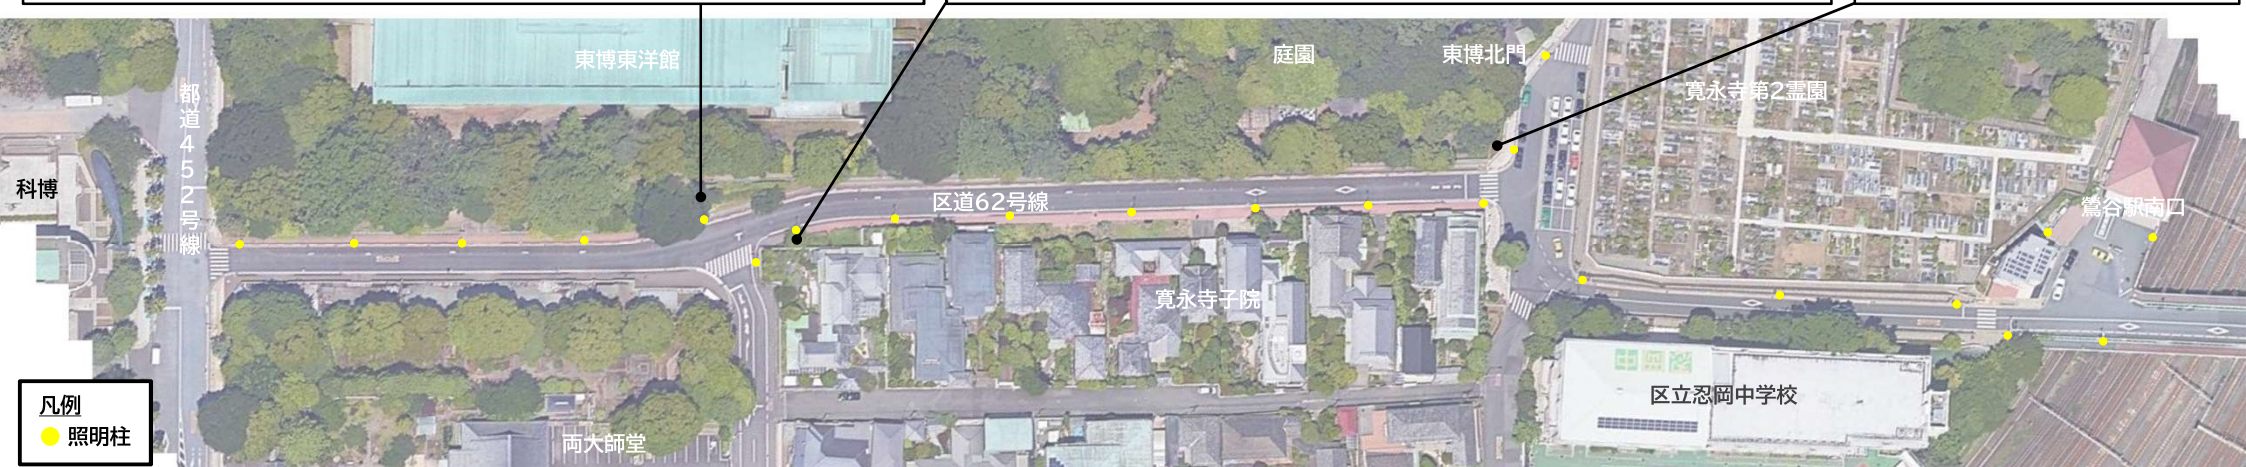 東博東洋館
庭園
東博北門
寛永寺第2霊園
都道452号線
科博
区道62号線
鶯谷駅南口
寛永寺子院
区立忍岡中学校
両大師堂
凡例
照明柱